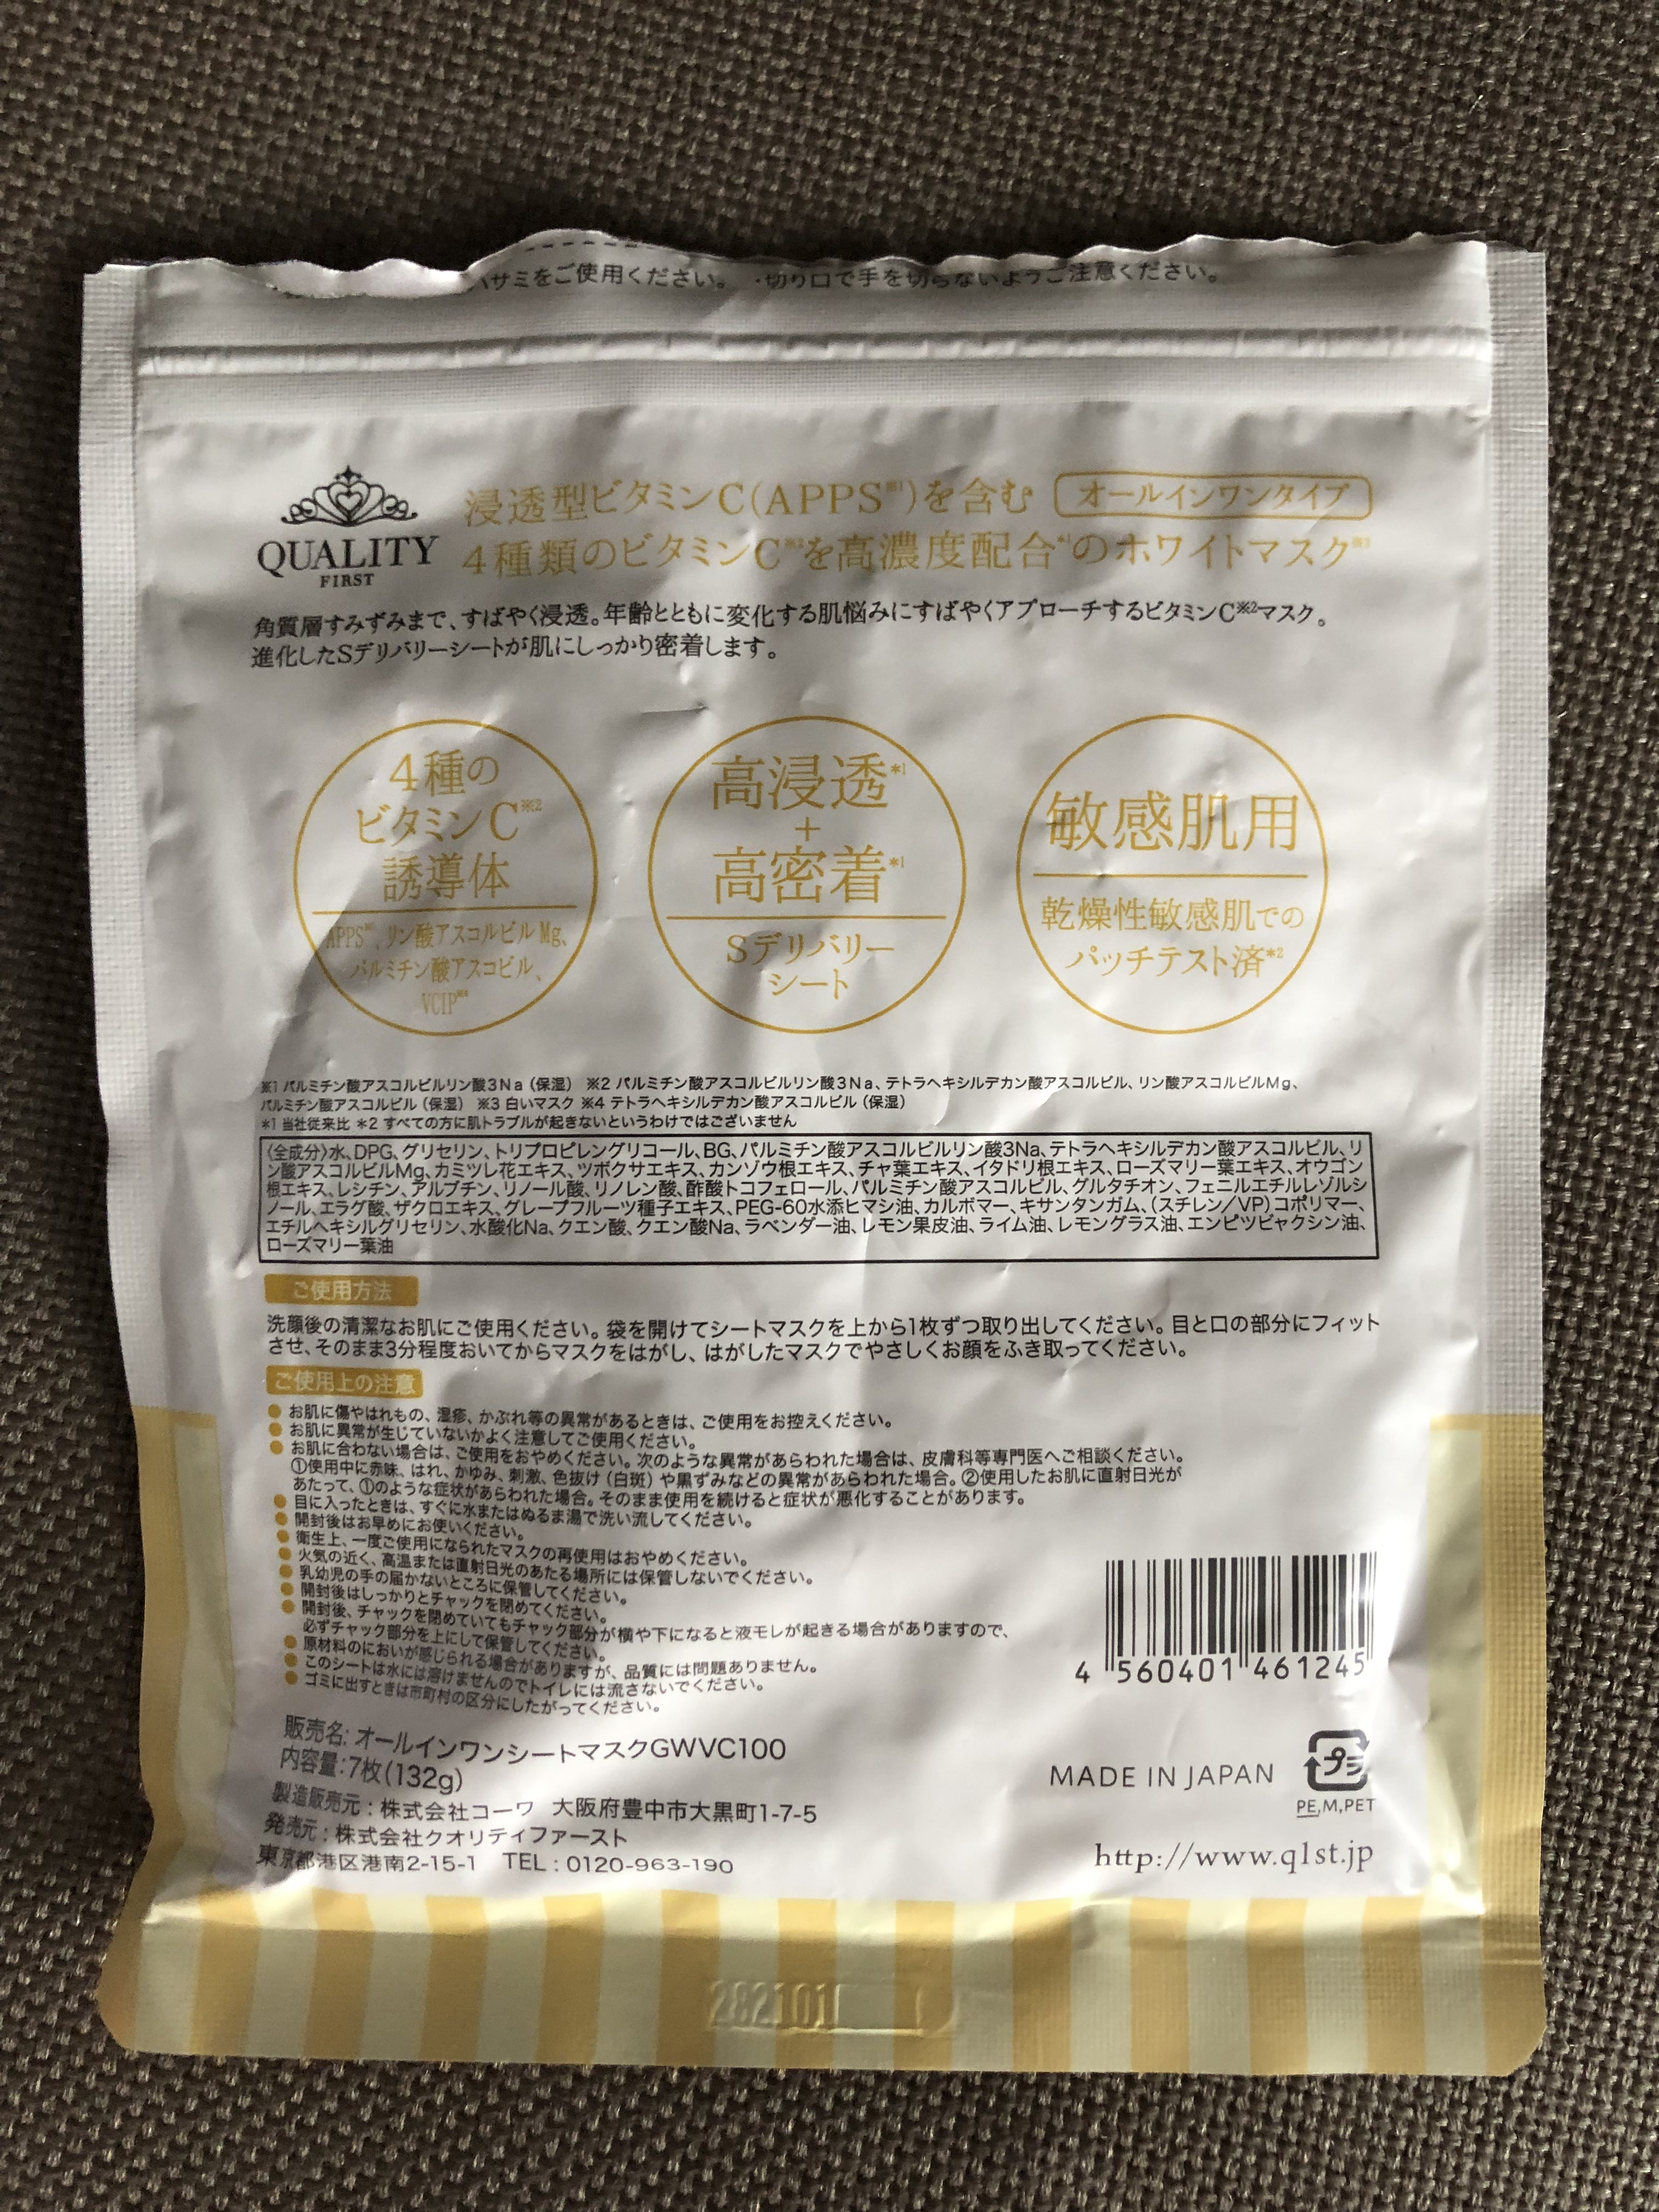 ハサミをご使用ください。 ・切り口で手を切らないようご注意ください。
QUALITY
FIRST
浸透型ビタミンC(APPS※1)を含む オールインワンタイプ
4種類のビタミンC※2を高濃度配合*1のホワイトマスク※3
角質層すみずみまで、すばやく浸透。年齢とともに変化する肌悩みにすばやくアプローチするビタミンC※2マスク。
進化したSデリバリーシートが肌にしっかり密着します。
4種の
ビタミンC※2
誘導体
APPS※1、リン酸アスコルビルMg、
パルミチン酸アスコビル、
VCIP※4
高浸透*1
+
高密着*1
Sデリバリー
シート
敏感肌用
乾燥性敏感肌での
パッチテスト済*2
※1 パルミチン酸アスコルビルリン酸3Na（保湿） ※2 パルミチン酸アスコルビルリン酸3Na、テトラヘキシルデカン酸アスコルビル、リン酸アスコルビルMg、
パルミチン酸アスコルビル（保湿） ※3 白いマスク ※4 テトラヘキシルデカン酸アスコルビル（保湿）
*1 当社従来比 *2 すべての方に肌トラブルが起きないというわけではございません
〈全成分〉水、DPG、グリセリン、トリプロピレングリコール、BG、パルミチン酸アスコルビルリン酸3Na、テトラヘキシルデカン酸アスコルビル、リ
ン酸アスコルビルMg、カミツレ花エキス、ツボクサエキス、カンゾウ根エキス、チャ葉エキス、イタドリ根エキス、ローズマリー葉エキス、オウゴン
根エキス、レシチン、アルブチン、リノール酸、リノレン酸、酢酸トコフェロール、パルミチン酸アスコルビル、グルタチオン、フェニルエチルレゾルシ
ノール、エラグ酸、ザクロエキス、グレープフルーツ種子エキス、PEG-60水添ヒマシ油、カルボマー、キサンタンガム、(スチレン／VP)コポリマー、
エチルヘキシルグリセリン、水酸化Na、クエン酸、クエン酸Na、ラベンダー油、レモン果皮油、ライム油、レモングラス油、エンピツビャクシン油、
ローズマリー葉油
ご使用方法
洗顔後の清潔なお肌にご使用ください。袋を開けてシートマスクを上から1枚ずつ取り出してください。目と口の部分にフィット
させ、そのまま3分程度おいてからマスクをはがし、はがしたマスクでやさしくお顔をふき取ってください。
ご使用上の注意
●お肌に傷やはれもの、湿疹、かぶれ等の異常があるときは、ご使用をお控えください。
●お肌に異常が生じていないかよく注意してご使用ください。
●お肌に合わない場合は、ご使用をおやめください。次のような異常があらわれた場合は、皮膚科等専門医へご相談ください。
①使用中に赤味、はれ、かゆみ、刺激、色抜け（白斑）や黒ずみなどの異常があらわれた場合。②使用したお肌に直射日光が
あたって、①のような症状があらわれた場合。そのまま使用を続けると症状が悪化することがあります。
●目に入ったときは、すぐに水またはぬるま湯で洗い流してください。
●開封後はお早めにお使いください。
●衛生上、一度ご使用になられたマスクの再使用はおやめください。
●火気の近く、高温または直射日光のあたる場所には保管しないでください。
●乳幼児の手の届かないところに保管してください。
●開封後はしっかりとチャックを閉めてください。
●開封後、チャックを閉めていてもチャック部分が横や下になると液モレが起きる場合がありますので、
必ずチャック部分を上にして保管してください。
●原材料のにおいが感じられる場合がありますが、品質には問題ありません。
●このシートは水には溶けませんのでトイレには流さないでください。
●ゴミに出すときは市町村の区分にしたがってください。
4 560401 461245
販売名: オールインワンシートマスクGWVC100
内容量:7枚(132g)
製造販売元：株式会社コーワ 大阪府豊中市大黒町1-7-5
発売元：株式会社クオリティファースト
東京都港区港南2-15-1 TEL：0120-963-190
MADE IN JAPAN
プラ
PE,M,PET
http://www.q1st.jp
282101